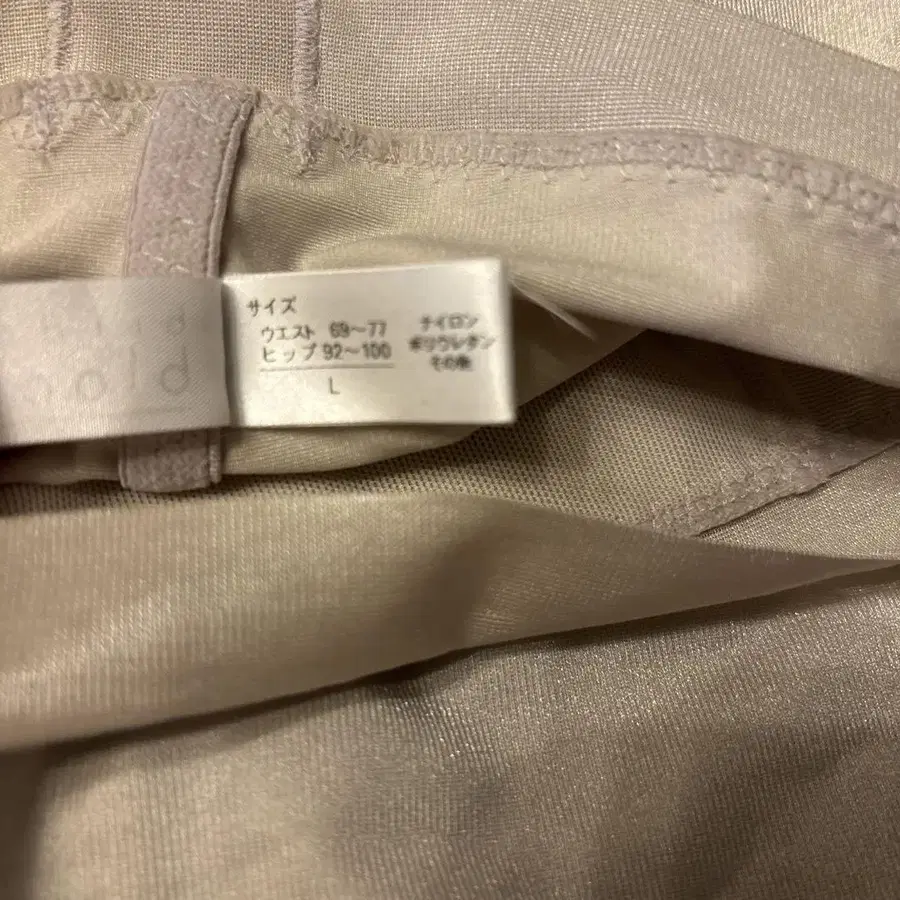 サイズ
ウエスト 69～77
ヒップ 92～100
L
ナイロン
ポリウレタン
その他
hold